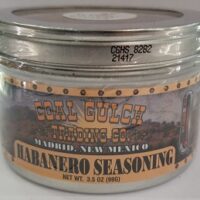 CGHS 8282
21417
COAL GULCH
TRADING CO.
MADRID, NEW MEXICO
HABANERO SEASONING
NET WT. 3.5 OZ (99G)